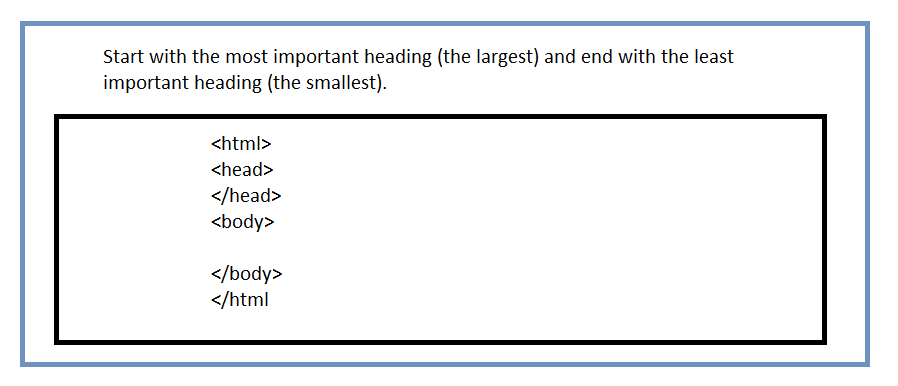 Start with the most important heading (the largest) and end with the least
important heading (the smallest).
<html>
<head>
</head>
<body>
</body>
</html